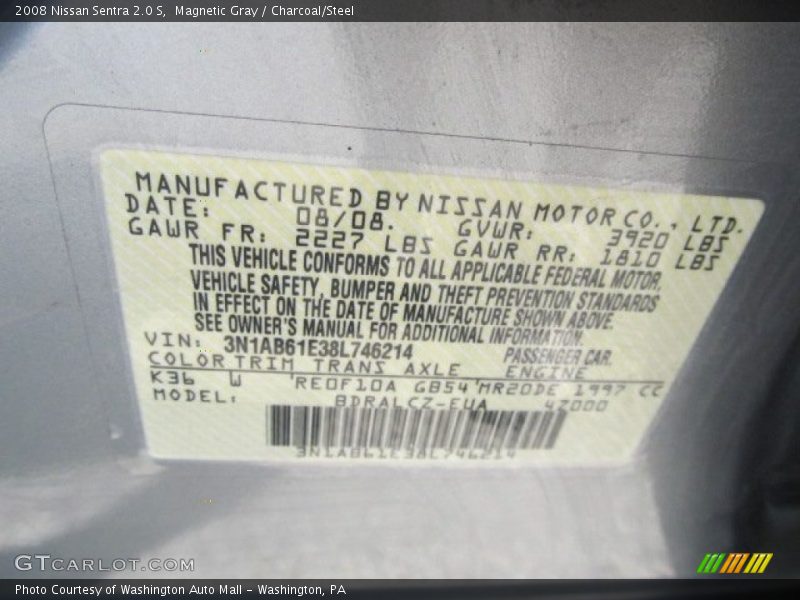 2008 Nissan Sentra 2.0 S, Magnetic Gray / Charcoal/Steel
MANUFACTURED BY NISSAN MOTOR CO., LTD.
DATE: 08/08. GVWR: 3920 LBS
GAWR FR: 2227 LBS GAWR RR: 1810 LBS
THIS VEHICLE CONFORMS TO ALL APPLICABLE FEDERAL MOTOR
VEHICLE SAFETY, BUMPER AND THEFT PREVENTION STANDARDS
IN EFFECT ON THE DATE OF MANUFACTURE SHOWN ABOVE.
SEE OWNER'S MANUAL FOR ADDITIONAL INFORMATION.
VIN: 3N1AB61E38L746214 PASSENGER CAR.
COLOR TRIM TRANS AXLE ENGINE
K36 W RE0F10A GB54 MR20DE 1997 CC
MODEL: BDRALCZ-EUA 4Z000
3N1AB61E38L746214
GTCARLOT.COM
Photo Courtesy of Washington Auto Mall – Washington, PA